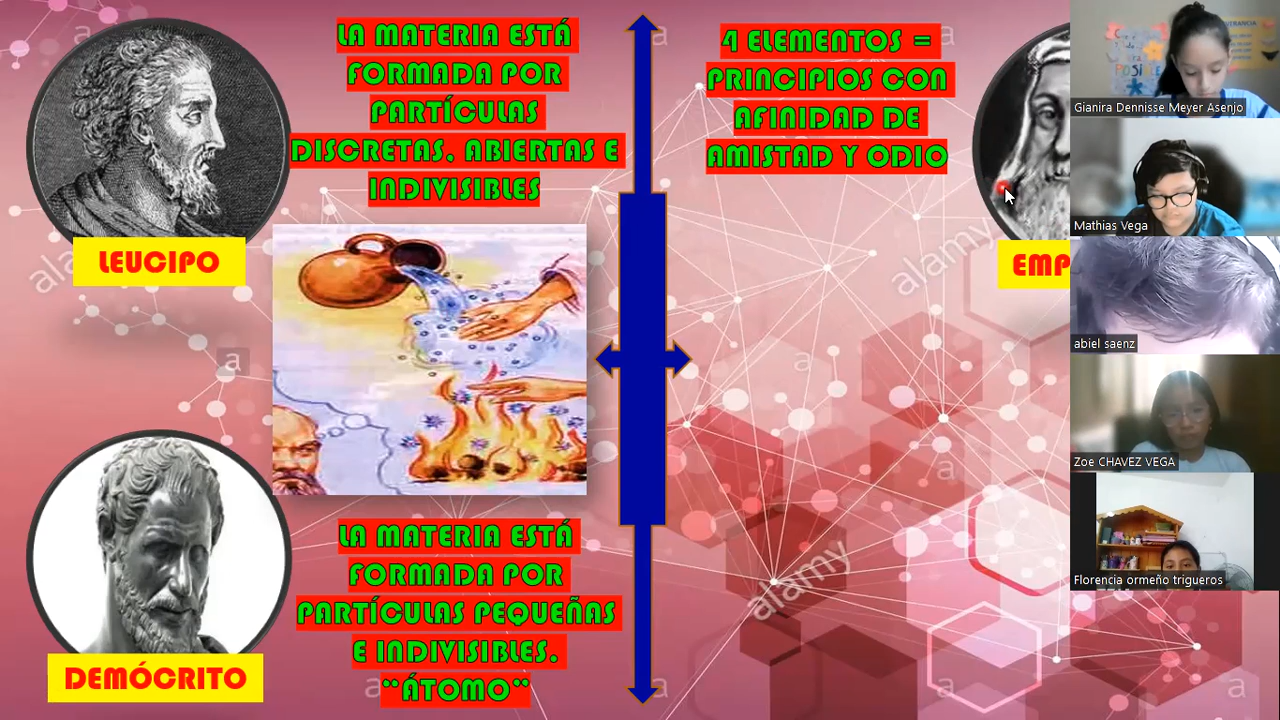 LA MATERIA ESTÁ
FORMADA POR
PARTÍCULAS
DISCRETAS, ABIERTAS E
INDIVISIBLES
LEUCIPO
LA MATERIA ESTÁ
FORMADA POR
PARTÍCULAS PEQUEÑAS
E INDIVISIBLES.
"ÁTOMO"
DEMÓCRITO
4 ELEMENTOS =
PRINCIPIOS CON
AFINIDAD DE
AMISTAD Y ODIO
EMP
Gianira Dennisse Meyer Asenjo
Mathias Vega
abiel saenz
Zoe CHAVEZ VEGA
Florencia ormeño trigueros
alamy
alamy